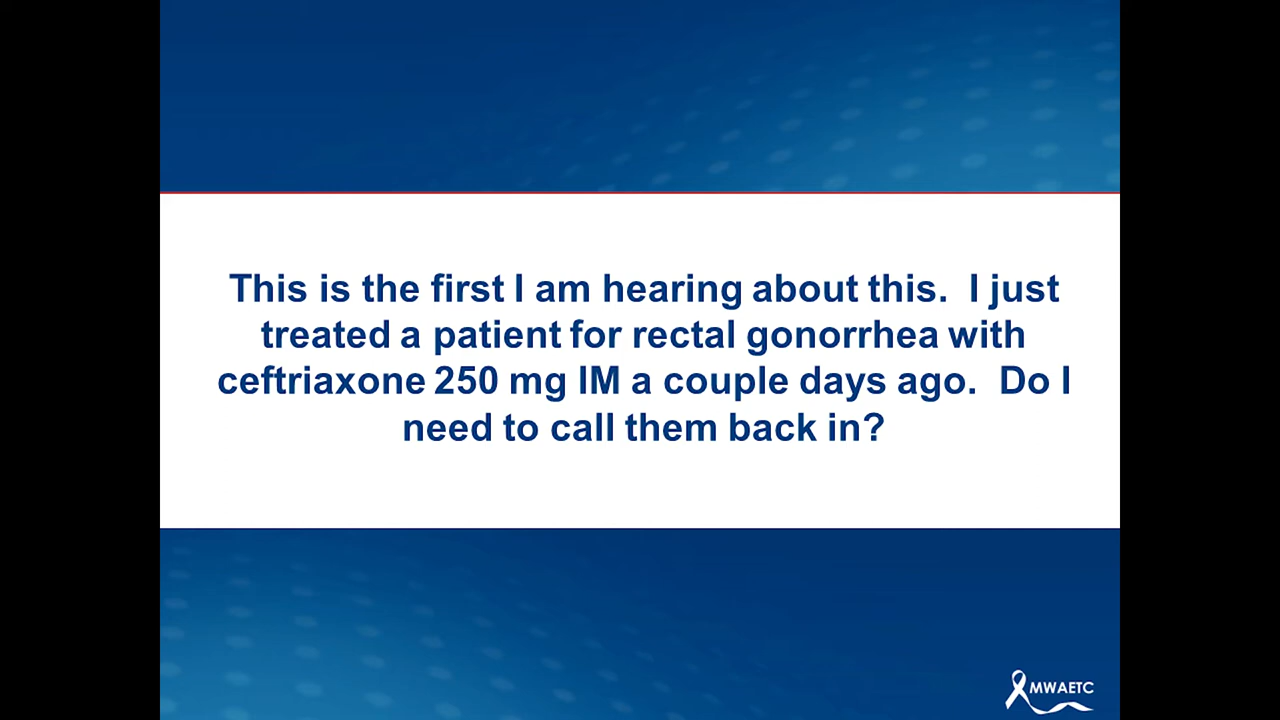 This is the first I am hearing about this.  I just
treated a patient for rectal gonorrhea with
ceftriaxone 250 mg IM a couple days ago.  Do I
need to call them back in?
MWAETC